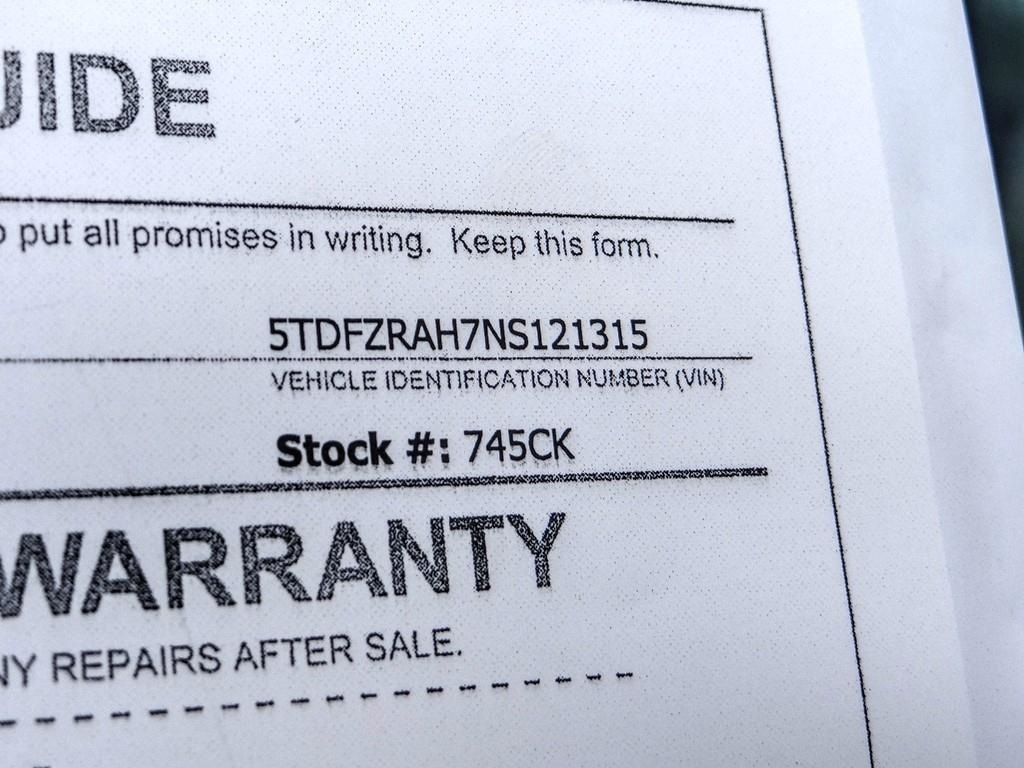 UIDE
put all promises in writing. Keep this form.
5TDFZRAH7NS121315
VEHICLE IDENTIFICATION NUMBER (VIN)
Stock #: 745CK
WARRANTY
NY REPAIRS AFTER SALE.